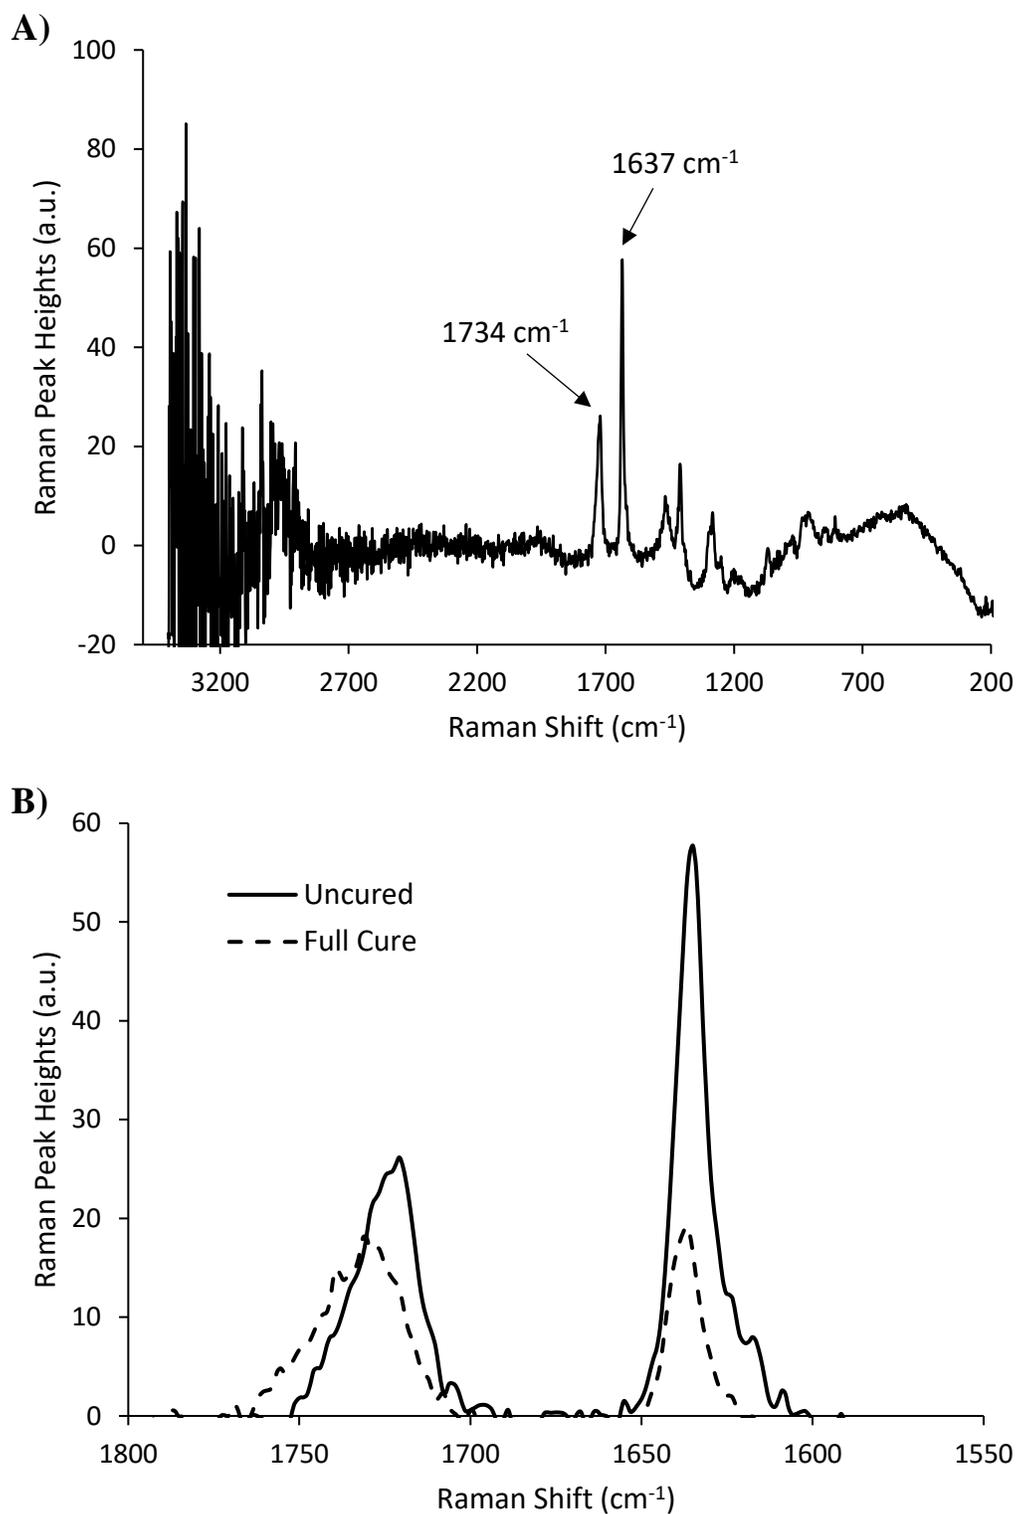 A)
Raman Peak Heights (a.u.)
100
80
60
40
20
0
-20
1637 cm-1
1734 cm-1
3200 2700 2200 1700 1200 700 200
Raman Shift (cm-1)
B)
Raman Peak Heights (a.u.)
60
50
40
30
20
10
0
Uncured
Full Cure
1800 1750 1700 1650 1600 1550
Raman Shift (cm-1)